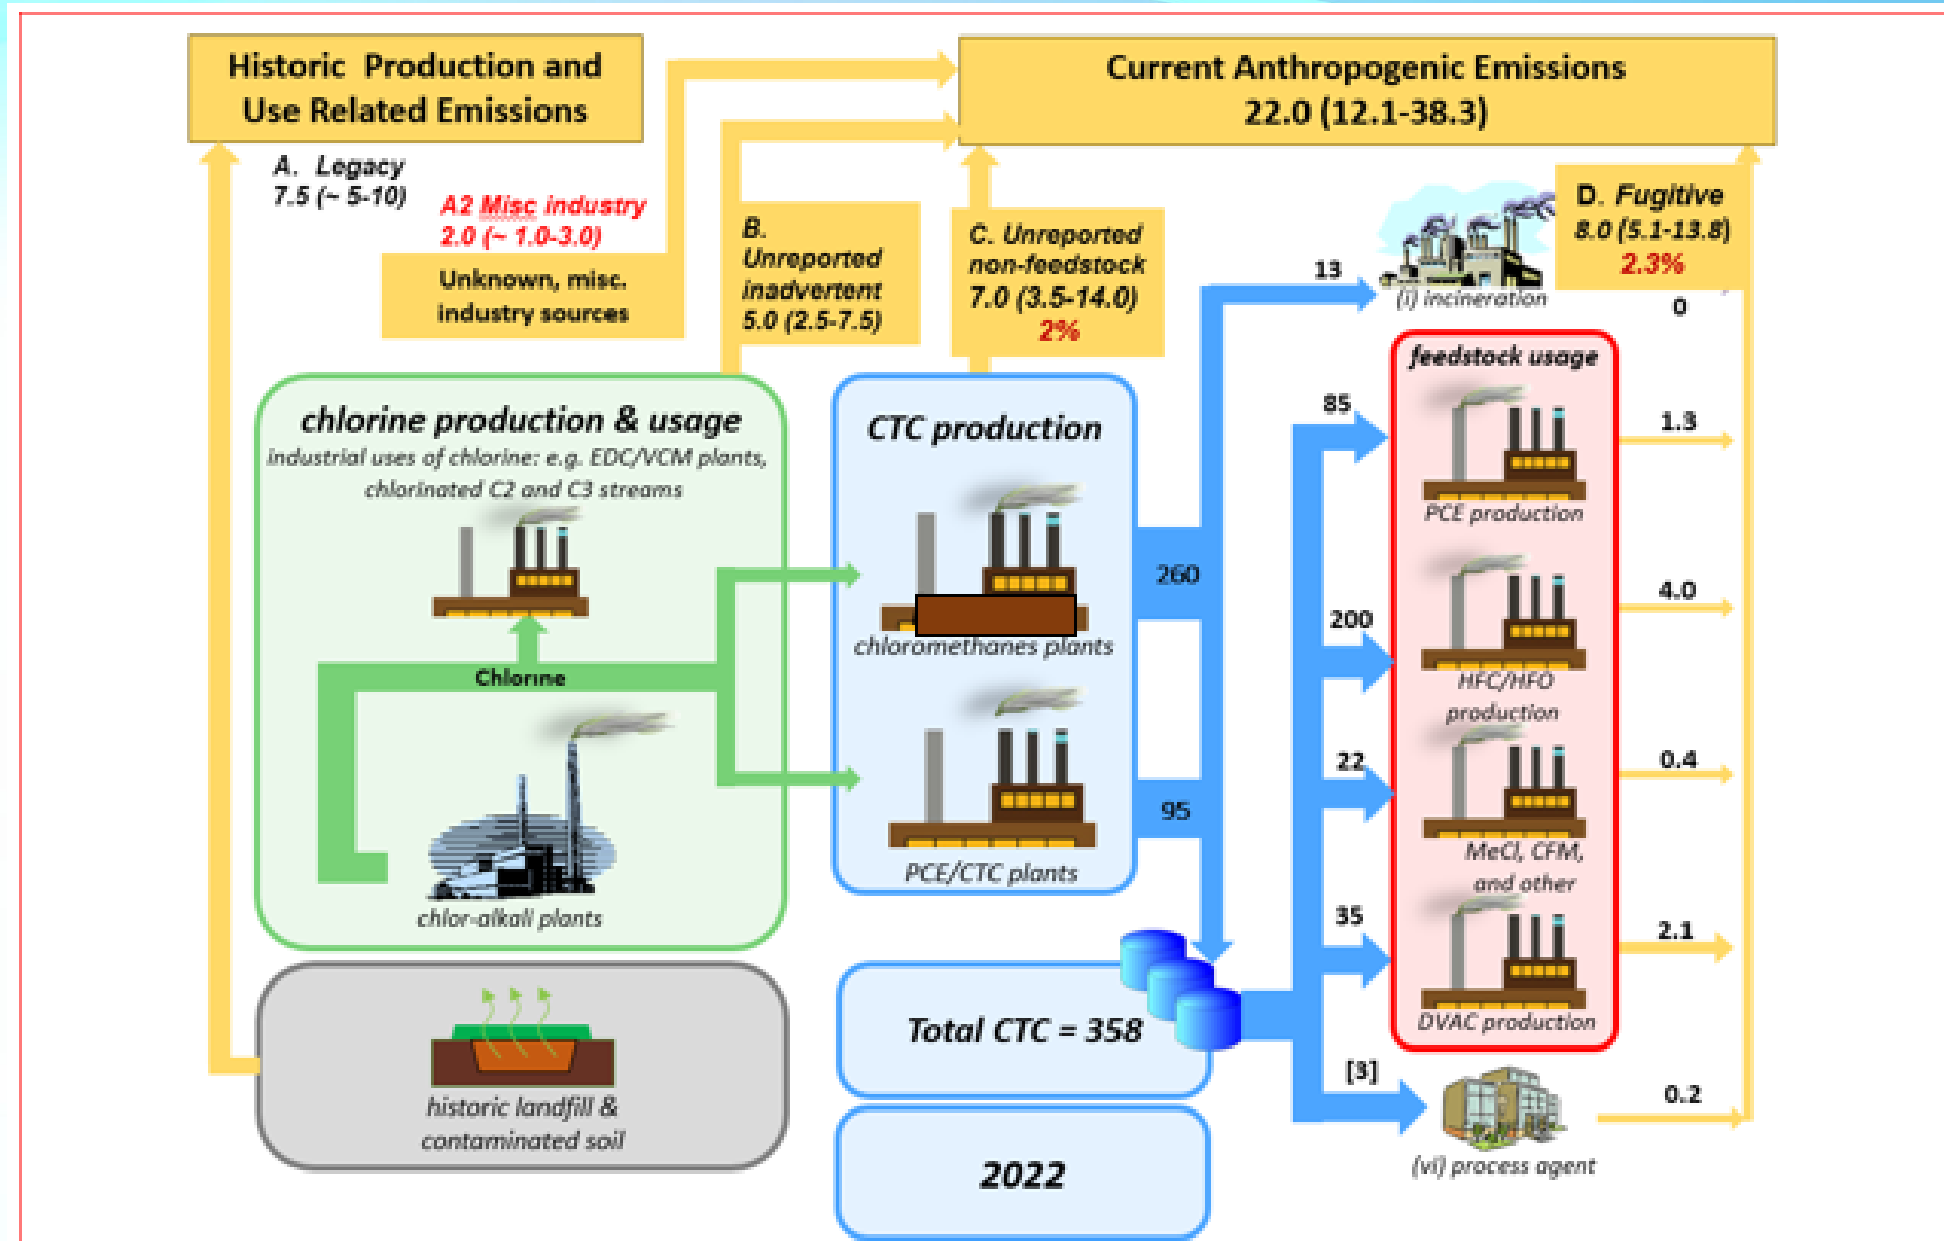 Historic Production and
Use Related Emissions
Current Anthropogenic Emissions
22.0 (12.1-38.3)
A. Legacy
7.5 (~ 5-10)
A2 Misc industry
2.0 (~ 1.0-3.0)
Unknown, misc.
industry sources
B.
Unreported
inadvertent
5.0 (2.5-7.5)
C. Unreported
non-feedstock
7.0 (3.5-14.0)
2%
D. Fugitive
8.0 (5.1-13.8)
2.3%
13
(i) incineration
0
chlorine production & usage
industrial uses of chlorine: e.g. EDC/VCM plants,
chlorinated C2 and C3 streams
Chlorine
chlor-alkali plants
CTC production
chloromethanes plants
PCE/CTC plants
260
95
feedstock usage
85
PCE production
1.3
200
HFC/HFO
production
4.0
22
MeCl, CFM,
and other
0.4
35
DVAC production
2.1
[3]
(vi) process agent
0.2
historic landfill &
contaminated soil
Total CTC = 358
2022